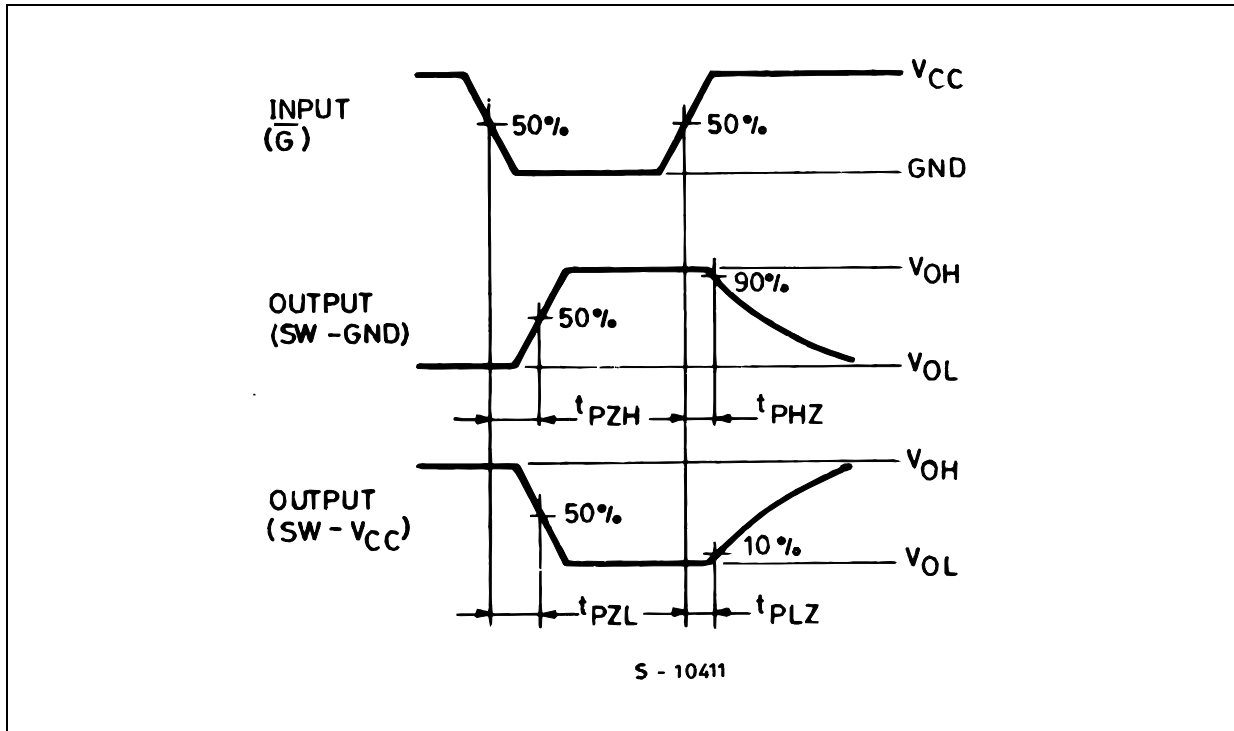 INPUT
(G̅)
50%
50%
VCC
GND
OUTPUT
(SW - GND)
50%
90%
VOH
VOL
tPZH
tPHZ
OUTPUT
(SW - VCC)
50%
10%
VOH
VOL
tPZL
tPLZ
S - 10411